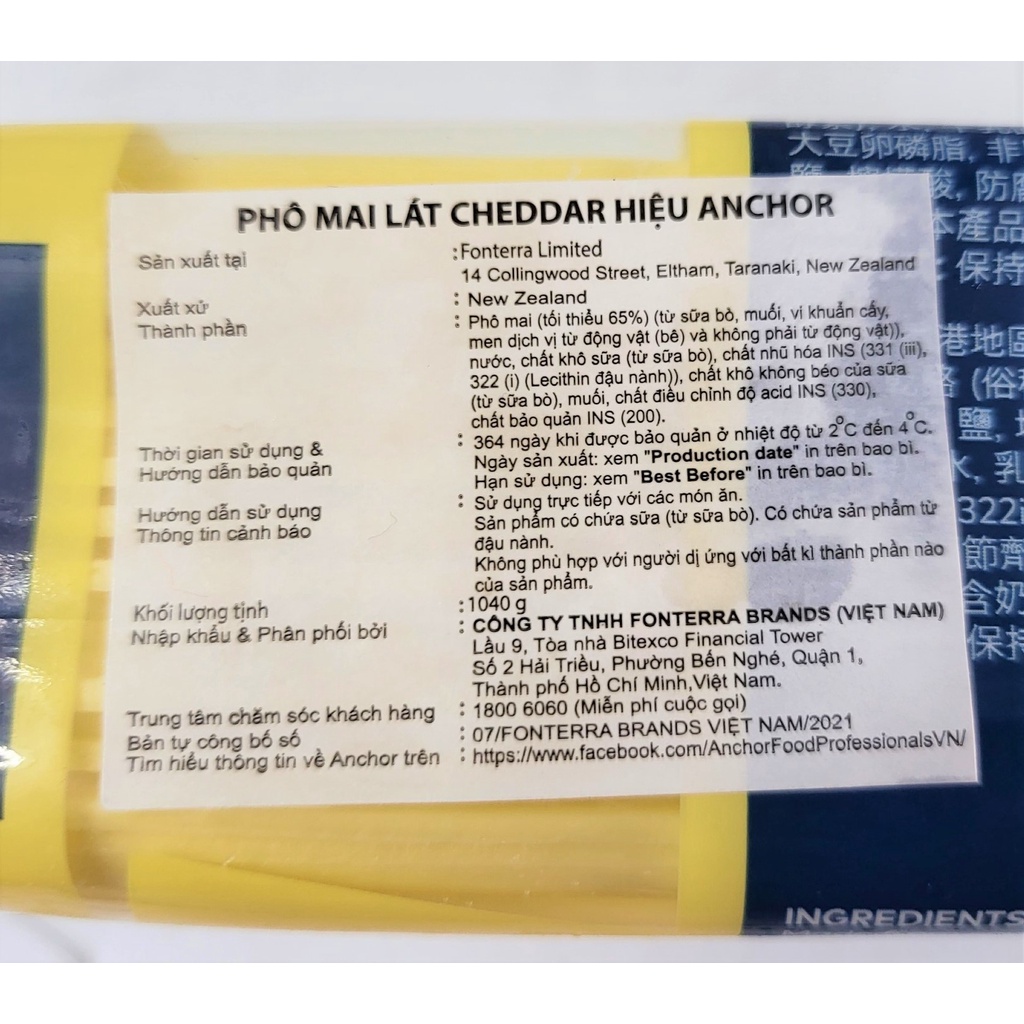 PHÔ MAI LÁT CHEDDAR HIỆU ANCHOR
Sản xuất tại : Fonterra Limited
14 Collingwood Street, Eltham, Taranaki, New Zealand
Xuất xứ : New Zealand
Thành phần : Phô mai (tối thiểu 65%) (từ sữa bò, muối, vi khuẩn cấy,
men dịch vị từ động vật (bê) và không phải từ động vật)),
nước, chất khô sữa (từ sữa bò), chất nhũ hóa INS (331 (iii),
322 (i) (Lecithin đậu nành)), chất khô không béo của sữa
(từ sữa bò), muối, chất điều chỉnh độ acid INS (330),
chất bảo quản INS (200).
Thời gian sử dụng & : 364 ngày khi được bảo quản ở nhiệt độ từ 2°C đến 4°C.
Hướng dẫn bảo quản Ngày sản xuất: xem "Production date" in trên bao bì.
Hạn sử dụng: xem "Best Before" in trên bao bì.
Hướng dẫn sử dụng : Sử dụng trực tiếp với các món ăn.
Thông tin cảnh báo Sản phẩm có chứa sữa (từ sữa bò). Có chứa sản phẩm từ
đậu nành.
Không phù hợp với người dị ứng với bất kì thành phần nào
của sản phẩm.
Khối lượng tịnh : 1040 g
Nhập khẩu & Phân phối bởi : CÔNG TY TNHH FONTERRA BRANDS (VIỆT NAM)
Lầu 9, Tòa nhà Bitexco Financial Tower
Số 2 Hải Triều, Phường Bến Nghé, Quận 1,
Thành phố Hồ Chí Minh,Việt Nam.
Trung tâm chăm sóc khách hàng : 1800 6060 (Miễn phí cuộc gọi)
Bản tự công bố số : 07/FONTERRA BRANDS VIỆT NAM/2021
Tìm hiểu thông tin về Anchor trên : https://www.facebook.com/AnchorFoodProfessionalsVN/
大豆卵磷脂, 非
酸, 防腐
本產品
保持
港地區
(俗稱
鹽,
水, 乳
322
節劑
含奶
保持
INGREDIENTS